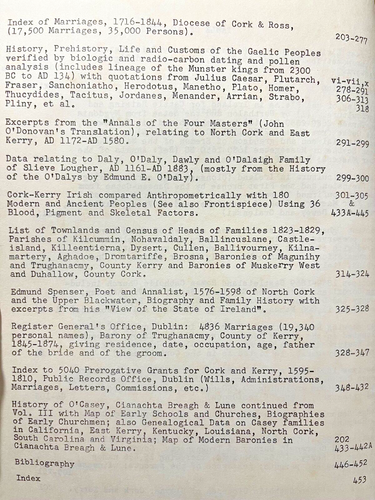 Index of Marriages, 1716-1844, Diocese of Cork & Ross,
(17,500 Marriages, 35,000 Persons). 203-277
History, Prehistory, Life and Customs of the Gaelic Peoples
verified by biologic and radio-carbon dating and pollen
analysis (includes lineage of the Munster kings from 2300
BC to AD 134) with quotations from Julius Caesar, Plutarch, vi-vii,x
Fraser, Sanchoniatho, Herodotus, Manetho, Plato, Homer, 278-291
Thucydides, Tacitus, Jordanes, Menander, Arrian, Strabo, 306-313
Pliny, et al. 318
Excerpts from the "Annals of the Four Masters" (John
O'Donovan's Translation), relating to North Cork and East
Kerry, AD 1172-AD 1580. 291-299
Data relating to Daly, O'Daly, Dawly and O'Dalaigh Family
of Slieve Lougher, AD 1161-AD 1883, (mostly from History
of the O'Dalys by Edmund E. O'Daly). 299-300
Cork-Kerry Irish compared Anthropometrically with 180 301-305
Modern and Ancient Peoples (See also Frontispiece) Using 36 &
Blood, Pigment and Skeletal Factors. 433A-445
List of Townlands and Census of Heads of Families 1823-1829,
Parishes of Kilcummin, Nohavaldaly, Ballincuslane, Castle-
island, Killeentierna, Dysert, Cullen, Ballivourney, Kilna-
martery, Aghadoe, Dromtariffe, Brosna, Baronies of Magunihy
and Trughanacmy, County Kerry and Baronies of Muskerry West
and Duhallow, County Cork. 314-324
Edmund Spenser, Poet and Annalist, 1576-1598 of North Cork
and the Upper Blackwater, Biography and Family History with
excerpts from his "View of the State of Ireland". 325-328
Register General's Office, Dublin: 4836 Marriages (19,340
personal names), Barony of Trughanacmy, County of Kerry,
1845-1874, giving residence, date, occupation, age, father
of the bride and of the groom. 328-347
Index to 5040 Prerogative Grants for Cork and Kerry, 1595-
1810, Public Records Office, Dublin (Wills, Administrations,
Marriages, Letters, Commissions, etc.) 348-432
History of O'Casey, Cianachta Breagh & Lune continued from
Vol. III with Map of Early Schools and Churches, Biographies
of Early Churchmen; also Genealogical Data on Casey families
in California, East Kerry, Kentucky, Louisiana, North Cork,
South Carolina and Virginia; Map of Modern Baronies in 202
Cianachta Breagh & Lune. 433-442A
Bibliography 446-452
Index 453